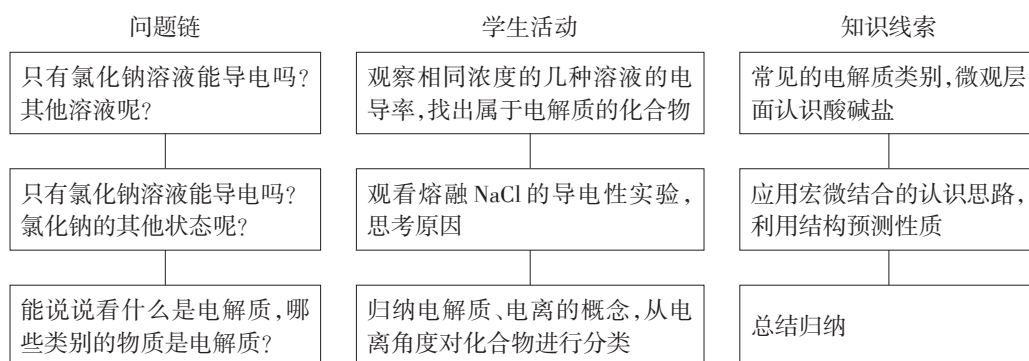 问题链
学生活动
知识线索
只有氯化钠溶液能导电吗?
其他溶液呢?
观察相同浓度的几种溶液的电
导率,找出属于电解质的化合物
常见的电解质类别,微观层
面认识酸碱盐
只有氯化钠溶液能导电吗?
氯化钠的其他状态呢?
观看熔融 NaCl 的导电性实验,
思考原因
应用宏微结合的认识思路,
利用结构预测性质
能说说看什么是电解质,哪
些类别的物质是电解质?
归纳电解质、电离的概念,从电
离角度对化合物进行分类
总结归纳